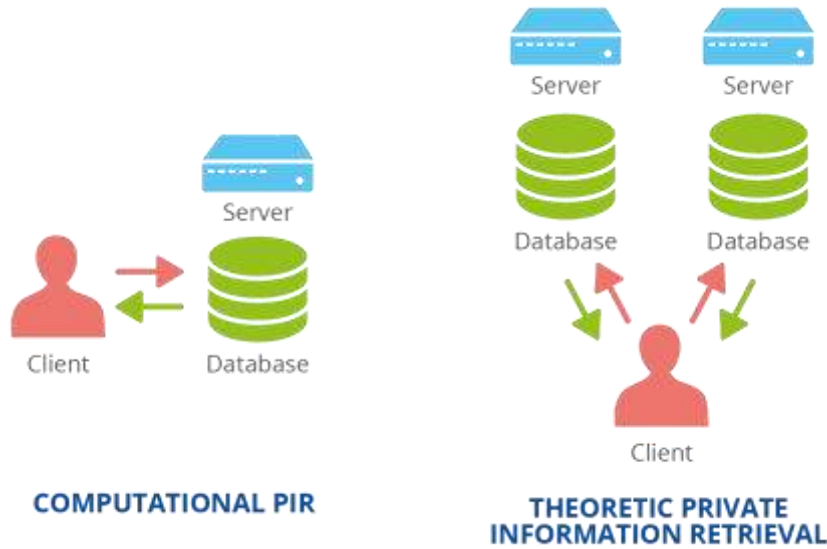 Server
Database
Client
COMPUTATIONAL PIR
Server
Server
Database
Database
Client
THEORETIC PRIVATE
INFORMATION RETRIEVAL